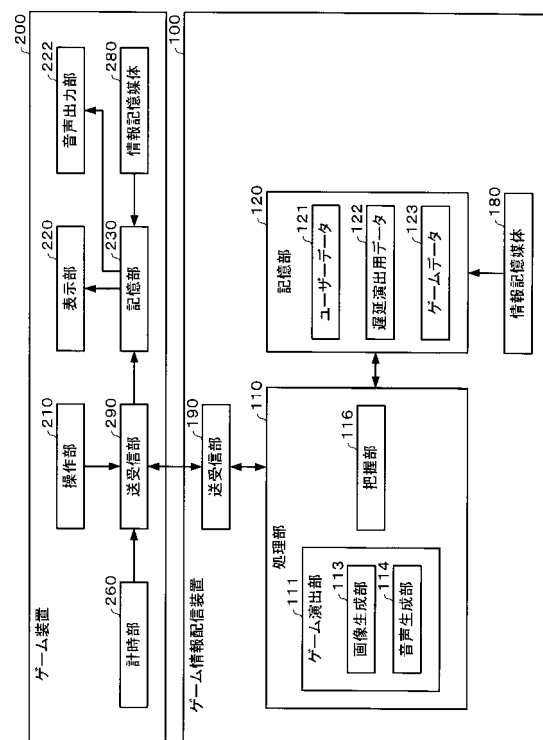 ゲーム装置
200
操作部
210
表示部
220
音声出力部
222
計時部
260
送受信部
290
記憶部
230
情報記憶媒体
280
ゲーム情報配信装置
100
送受信部
190
処理部
110
ゲーム演出部
111
画像生成部
113
音声生成部
114
把握部
116
記憶部
120
ユーザーデータ
121
遅延演出用データ
122
ゲームデータ
123
情報記憶媒体
180